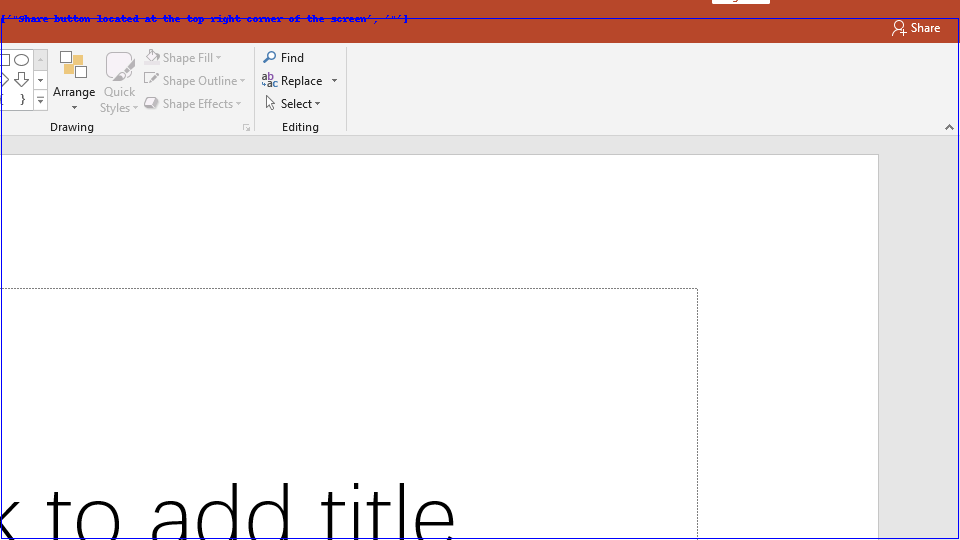 ['"Share button located at the top right corner of the screen', '"']
Share
Shape Fill
Find
Arrange
Quick Styles
Shape Outline
Replace
Shape Effects
Select
Drawing
Editing
to add title